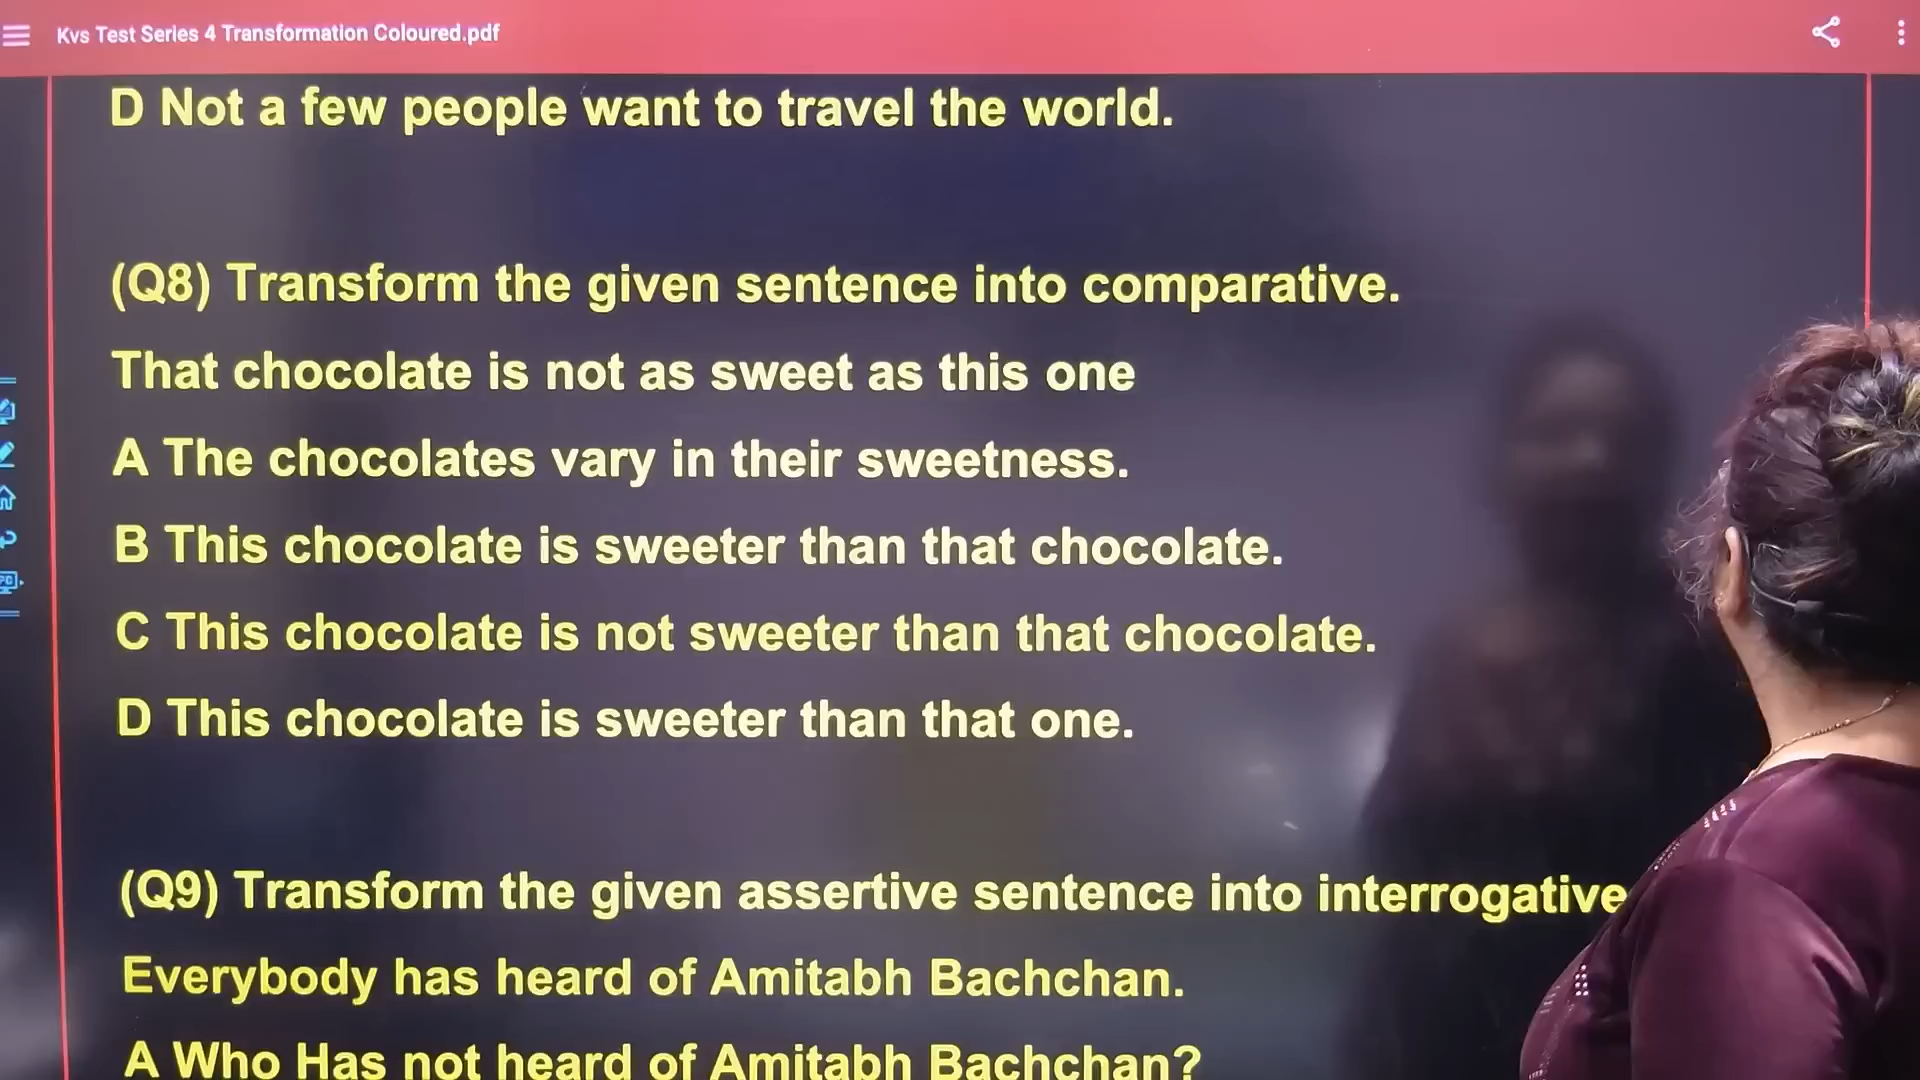 Kvs Test Series 4 Transformation Coloured.pdf
D Not a few people want to travel the world.
(Q8) Transform the given sentence into comparative.
That chocolate is not as sweet as this one
A The chocolates vary in their sweetness.
B This chocolate is sweeter than that chocolate.
C This chocolate is not sweeter than that chocolate.
D This chocolate is sweeter than that one.
(Q9) Transform the given assertive sentence into interrogative
Everybody has heard of Amitabh Bachchan.
A Who Has not heard of Amitabh Bachchan?